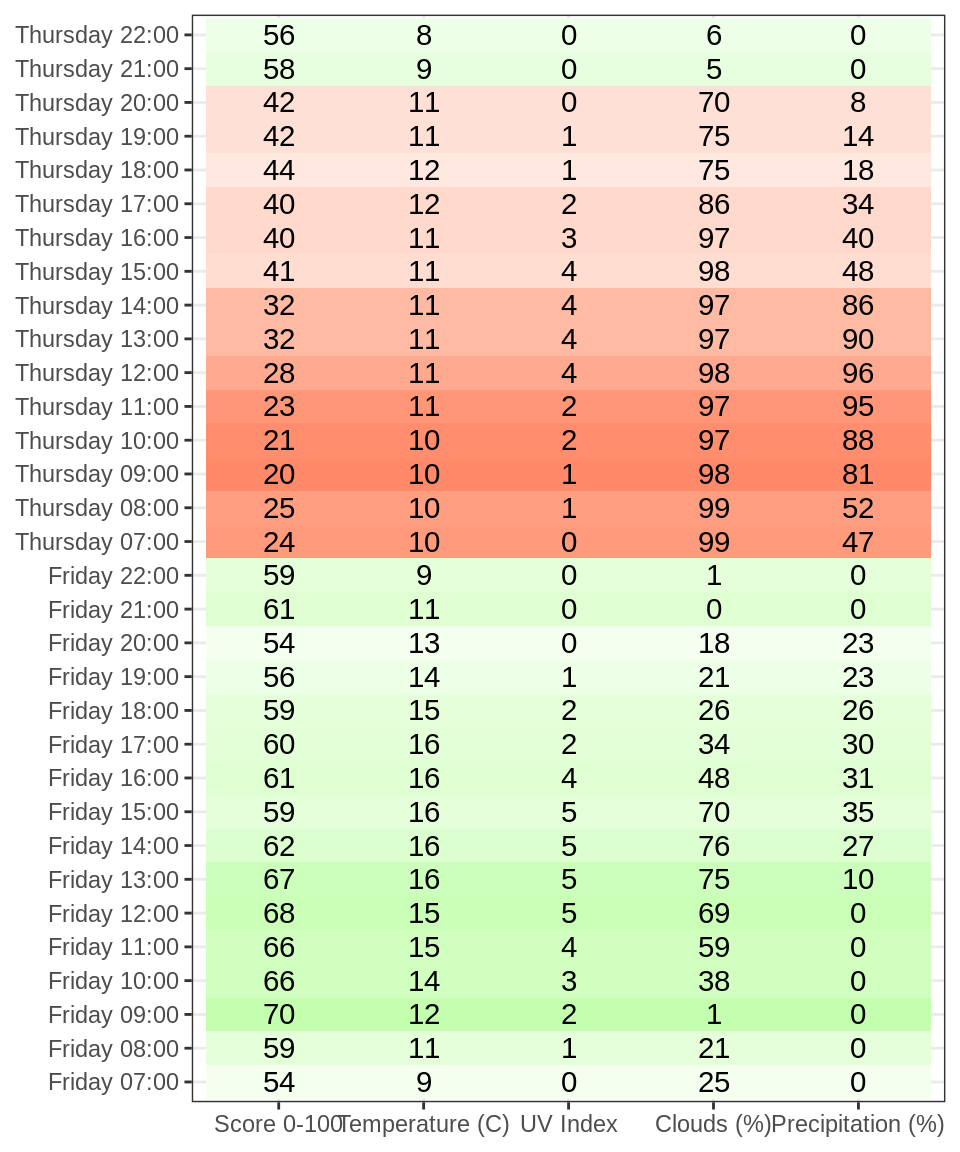 Thursday 22:00 56 8 0 6 0
Thursday 21:00 58 9 0 5 0
Thursday 20:00 42 11 0 70 8
Thursday 19:00 42 11 1 75 14
Thursday 18:00 44 12 1 75 18
Thursday 17:00 40 12 2 86 34
Thursday 16:00 40 11 3 97 40
Thursday 15:00 41 11 4 98 48
Thursday 14:00 32 11 4 97 86
Thursday 13:00 32 11 4 97 90
Thursday 12:00 28 11 4 98 96
Thursday 11:00 23 11 2 97 95
Thursday 10:00 21 10 2 97 88
Thursday 09:00 20 10 1 98 81
Thursday 08:00 25 10 1 99 52
Thursday 07:00 24 10 0 99 47
Friday 22:00 59 9 0 1 0
Friday 21:00 61 11 0 0 0
Friday 20:00 54 13 0 18 23
Friday 19:00 56 14 1 21 23
Friday 18:00 59 15 2 26 26
Friday 17:00 60 16 2 34 30
Friday 16:00 61 16 4 48 31
Friday 15:00 59 16 5 70 35
Friday 14:00 62 16 5 76 27
Friday 13:00 67 16 5 75 10
Friday 12:00 68 15 5 69 0
Friday 11:00 66 15 4 59 0
Friday 10:00 66 14 3 38 0
Friday 09:00 70 12 2 1 0
Friday 08:00 59 11 1 21 0
Friday 07:00 54 9 0 25 0
Score 0-100 Temperature (C) UV Index Clouds (%) Precipitation (%)